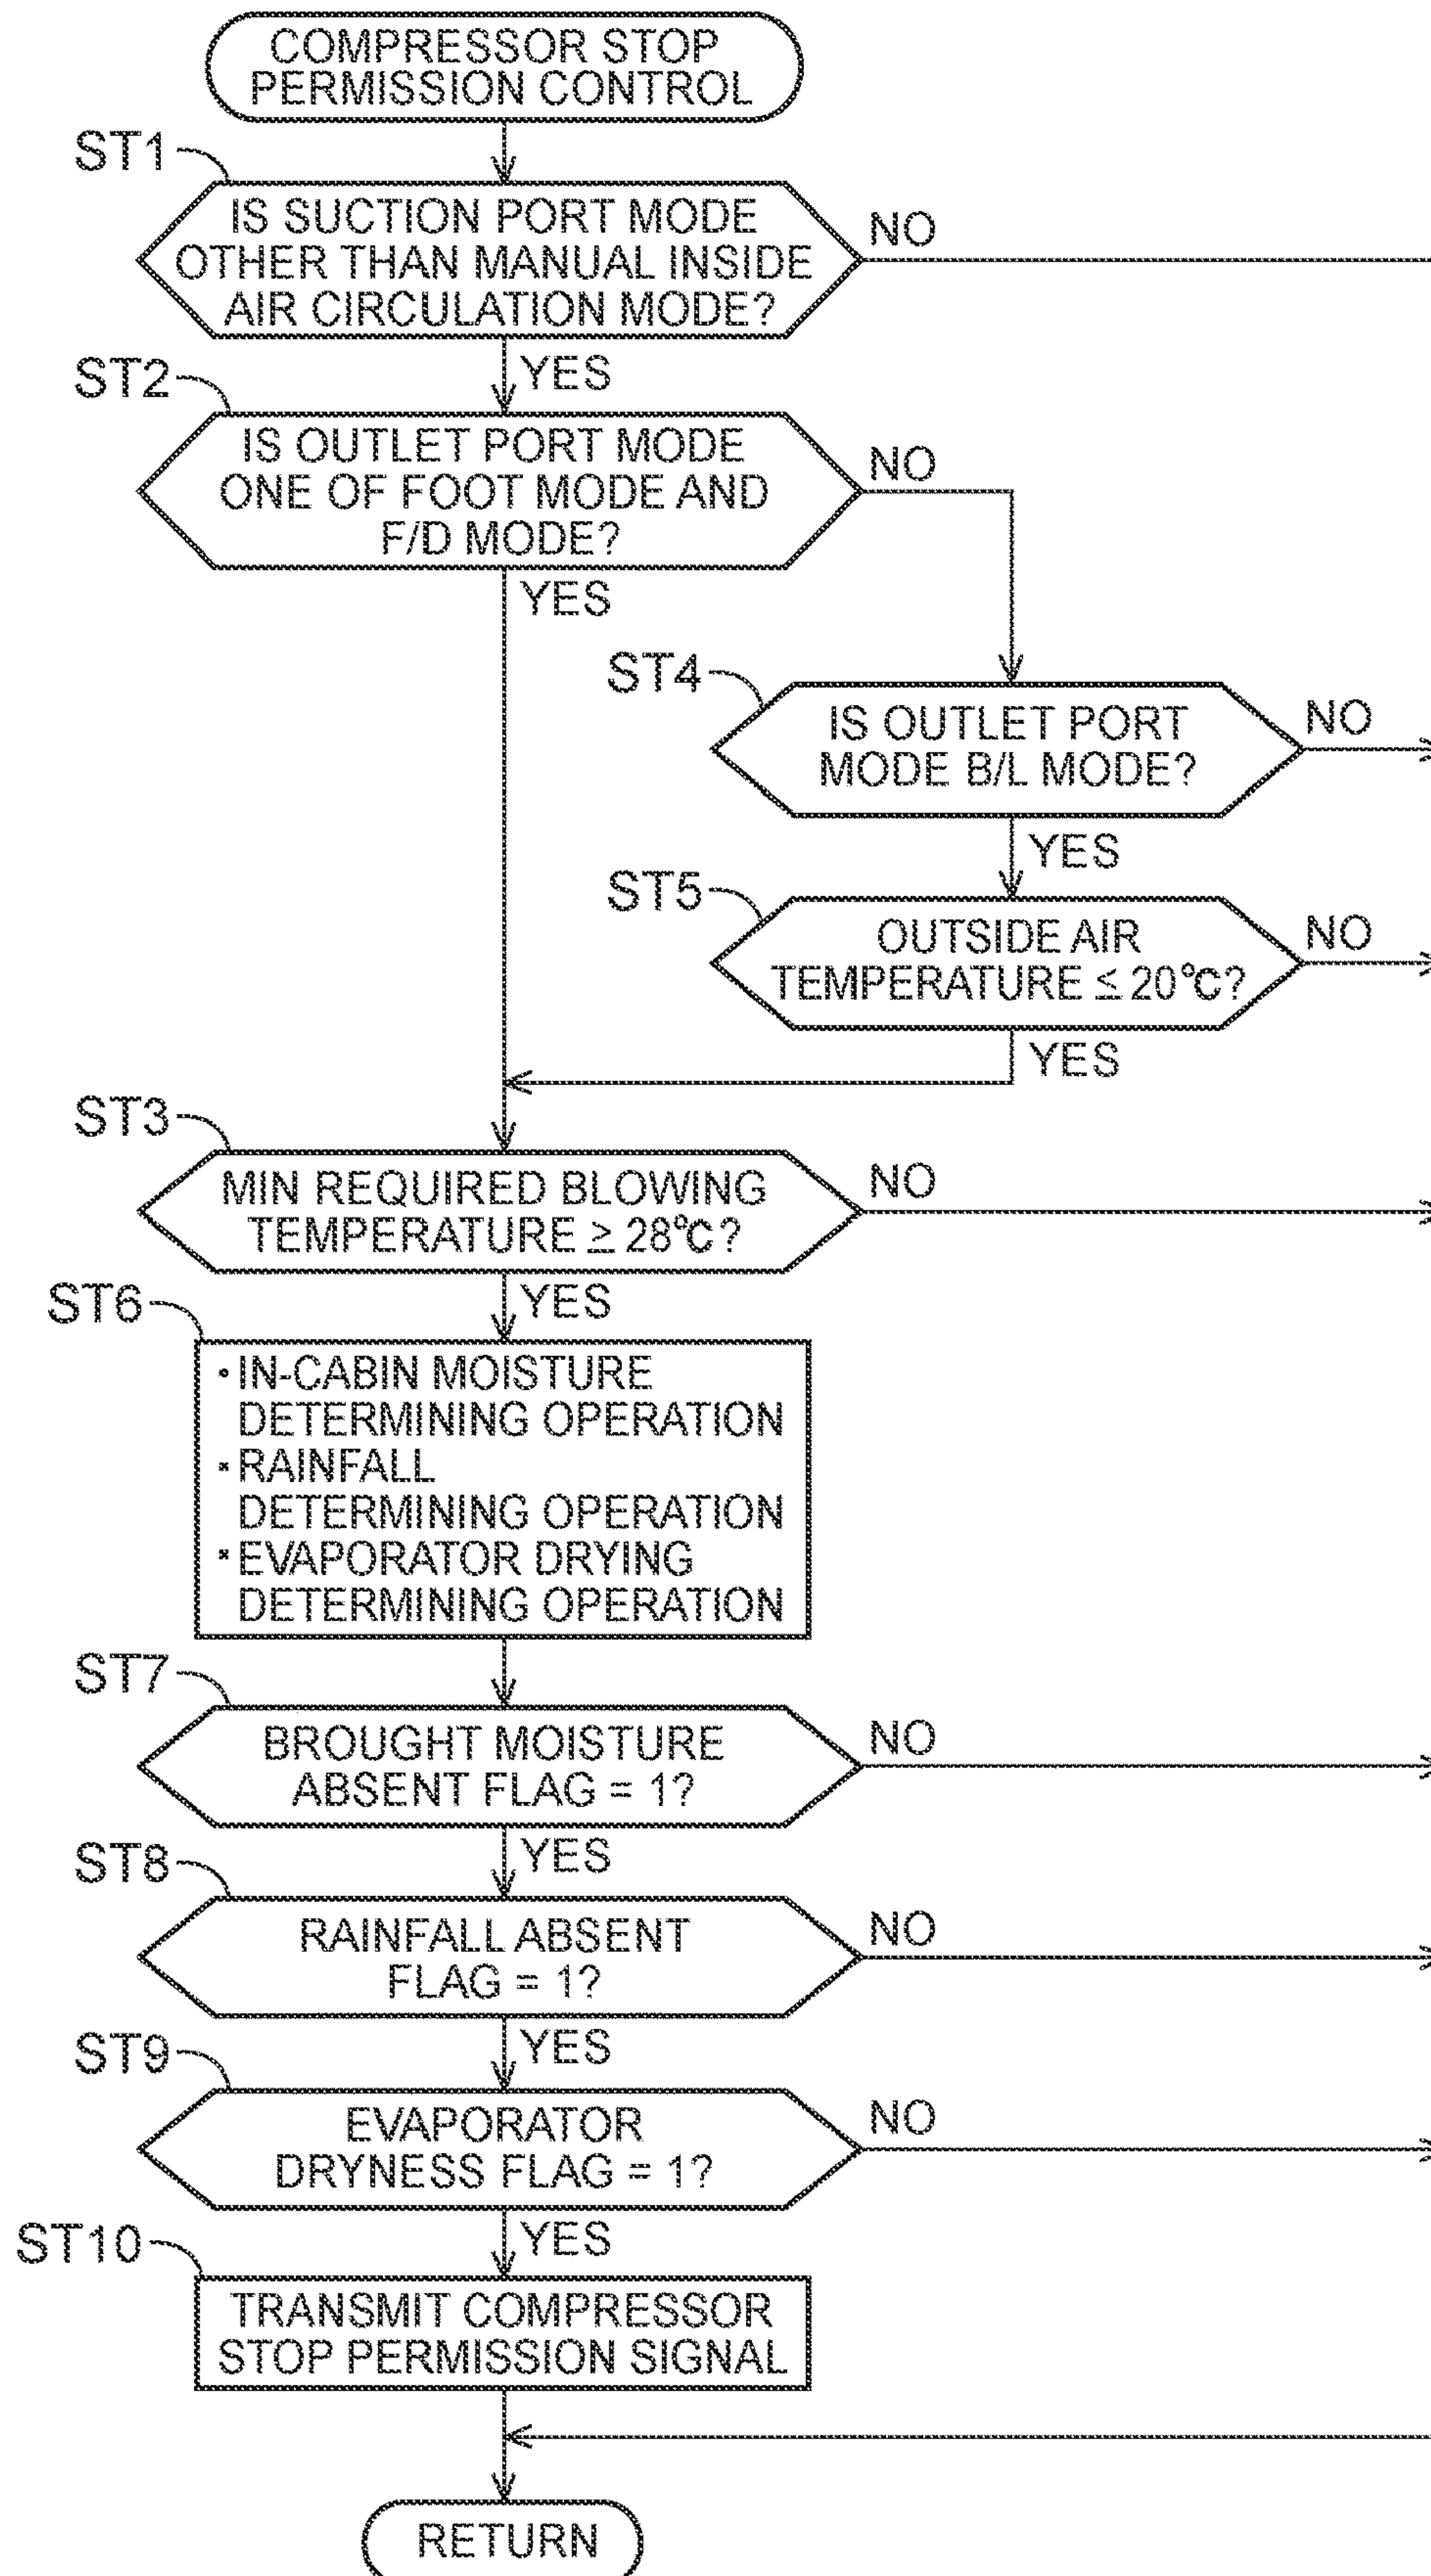 COMPRESSOR STOP
PERMISSION CONTROL
ST1
IS SUCTION PORT MODE
OTHER THAN MANUAL INSIDE
AIR CIRCULATION MODE?
NO
YES
ST2
IS OUTLET PORT MODE
ONE OF FOOT MODE AND
F/D MODE?
NO
YES
ST4
IS OUTLET PORT
MODE B/L MODE?
NO
YES
ST5
OUTSIDE AIR
TEMPERATURE ≤ 20°C?
NO
YES
ST3
MIN REQUIRED BLOWING
TEMPERATURE ≥ 28°C?
NO
YES
ST6
・IN-CABIN MOISTURE
DETERMINING OPERATION
・RAINFALL
DETERMINING OPERATION
・EVAPORATOR DRYING
DETERMINING OPERATION
ST7
BROUGHT MOISTURE
ABSENT FLAG = 1?
NO
YES
ST8
RAINFALL ABSENT
FLAG = 1?
NO
YES
ST9
EVAPORATOR
DRYNESS FLAG = 1?
NO
YES
ST10
TRANSMIT COMPRESSOR
STOP PERMISSION SIGNAL
RETURN